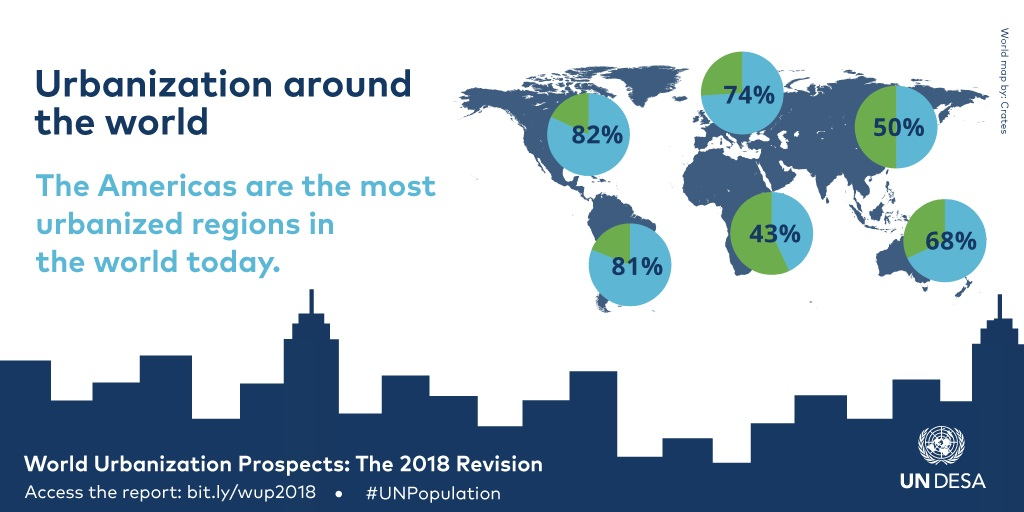 Urbanization around
the world
The Americas are the most
urbanized regions in
the world today.
82%
74%
50%
81%
43%
68%
World map by: Crates
World Urbanization Prospects: The 2018 Revision
Access the report: bit.ly/wup2018 • #UNPopulation
UN DESA